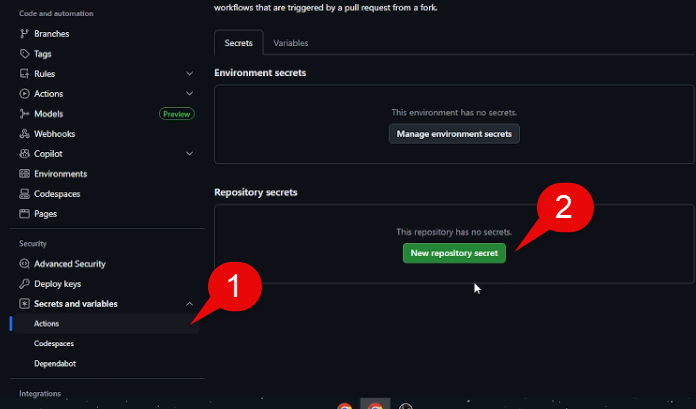 Code and automation
Branches
Tags
Rules
Actions
Models
Preview
Webhooks
Copilot
Environments
Codespaces
Pages
Security
Advanced Security
Deploy keys
Secrets and variables
Actions
Codespaces
Dependabot
Integrations
workflows that are triggered by a pull request from a fork.
Secrets
Variables
Environment secrets
This environment has no secrets.
Manage environment secrets
Repository secrets
This repository has no secrets.
New repository secret
1
2